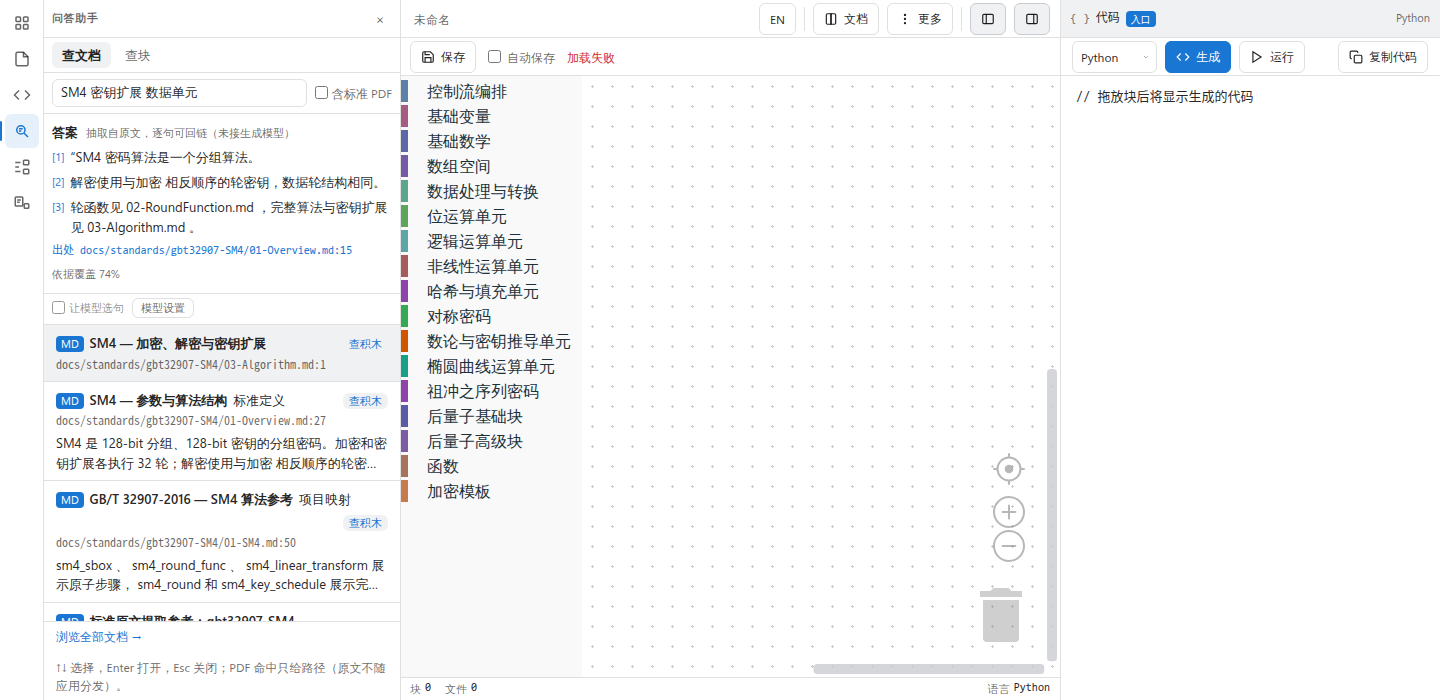 问答助手 ×
查文档 查块
SM4 密钥扩展 数据单元 含标准 PDF
答案 抽取自原文，逐句可回链（未接生成模型）
[1] “SM4 密码算法是一个分组算法。
[2] 解密使用与加密 相反顺序的轮密钥，数据轮结构相同。
[3] 轮函数见 02-RoundFunction.md ，完整算法与密钥扩展
见 03-Algorithm.md 。
出处 docs/standards/gbt32907-SM4/01-Overview.md:15
依据覆盖 74%
让模型选句 模型设置
MD SM4 — 加密、解密与密钥扩展 查积木
docs/standards/gbt32907-SM4/03-Algorithm.md:1
MD SM4 — 参数与算法结构 标准定义 查积木
docs/standards/gbt32907-SM4/01-Overview.md:27
SM4 是 128-bit 分组、128-bit 密钥的分组密码。加密和密
钥扩展各执行 32 轮；解密使用与加密 相反顺序的轮密...
MD GB/T 32907-2016 — SM4 算法参考 项目映射
查积木
docs/standards/gbt32907-SM4/01-SM4.md:50
sm4_sbox 、 sm4_round_func 、 sm4_linear_transform 展
示原子步骤， sm4_round 和 sm4_key_schedule 展示完...
MD 标准原文提取参考：gbt32907-SM4
浏览全部文档 →
↑↓ 选择，Enter 打开，Esc 关闭；PDF 命中只给路径（原文不随
应用分发）。
未命名 EN 文档 更多
保存 自动保存 加载失败
控制流编排
基础变量
基础数学
数组空间
数据处理与转换
位运算单元
逻辑运算单元
非线性运算单元
哈希与填充单元
对称密码
数论与密钥推导单元
椭圆曲线运算单元
祖冲之序列密码
后量子基础块
后量子高级块
函数
加密模板
块 0 文件 0 语言 Python
{ } 代码 入口 Python
Python 生成 运行 复制代码
// 拖放块后将显示生成的代码